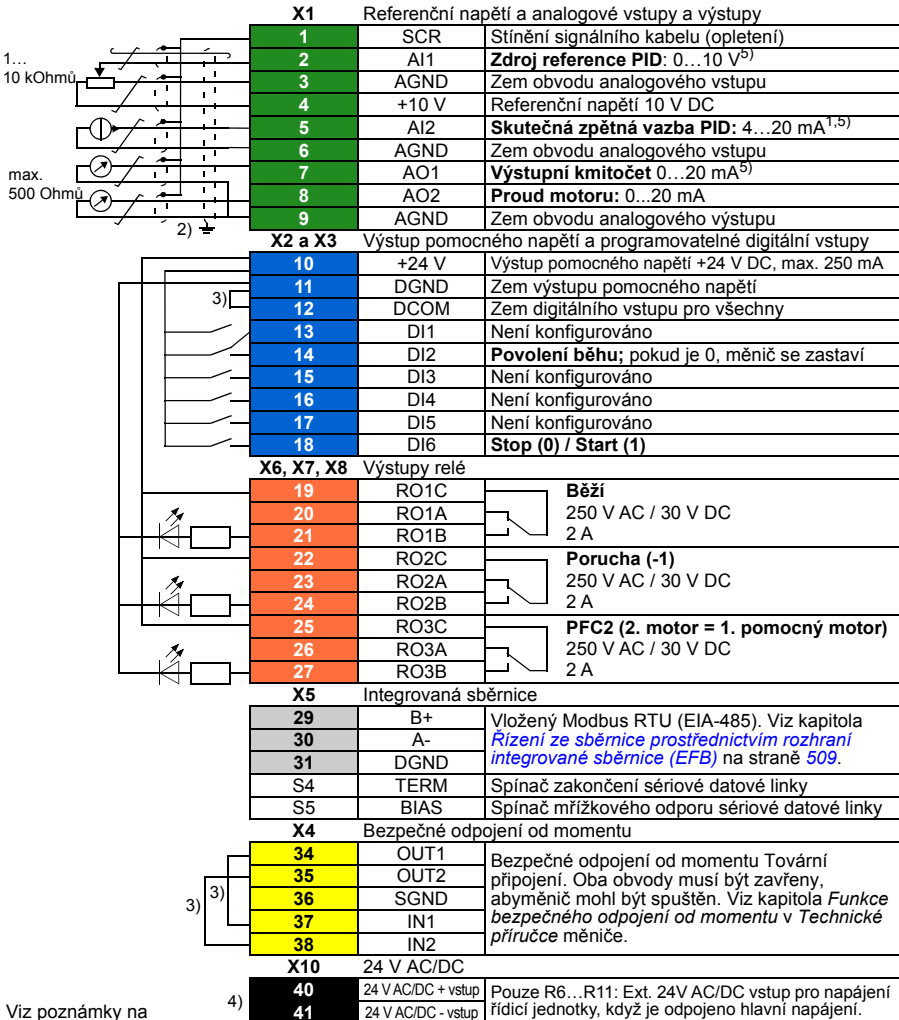 X1 Referenční napětí a analogové vstupy a výstupy
1 SCR Stínění signálního kabelu (opletení)
1… 10 kOhmů
2 AI1 Zdroj reference PID: 0…10 V5)
3 AGND Zem obvodu analogového vstupu
4 +10 V Referenční napětí 10 V DC
5 AI2 Skutečná zpětná vazba PID: 4…20 mA1,5)
6 AGND Zem obvodu analogového vstupu
max. 500 Ohmů
7 AO1 Výstupní kmitočet 0…20 mA5)
8 AO2 Proud motoru: 0...20 mA
9 AGND Zem obvodu analogového výstupu
2)
X2 a X3 Výstup pomocného napětí a programovatelné digitální vstupy
10 +24 V Výstup pomocného napětí +24 V DC, max. 250 mA
11 DGND Zem výstupu pomocného napětí
3)
12 DCOM Zem digitálního vstupu pro všechny
13 DI1 Není konfigurováno
14 DI2 Povolení běhu; pokud je 0, měnič se zastaví
15 DI3 Není konfigurováno
16 DI4 Není konfigurováno
17 DI5 Není konfigurováno
18 DI6 Stop (0) / Start (1)
X6, X7, X8 Výstupy relé
19 RO1C Běží
20 RO1A 250 V AC / 30 V DC
21 RO1B 2 A
22 RO2C Porucha (-1)
23 RO2A 250 V AC / 30 V DC
24 RO2B 2 A
25 RO3C PFC2 (2. motor = 1. pomocný motor)
26 RO3A 250 V AC / 30 V DC
27 RO3B 2 A
X5 Integrovaná sběrnice
29 B+ Vložený Modbus RTU (EIA-485). Viz kapitola
30 A- Řízení ze sběrnice prostřednictvím rozhraní
31 DGND integrované sběrnice (EFB) na straně 509.
S4 TERM Spínač zakončení sériové datové linky
S5 BIAS Spínač mřížkového odporu sériové datové linky
X4 Bezpečné odpojení od momentu
34 OUT1 Bezpečné odpojení od momentu Tovární
35 OUT2 připojení. Oba obvody musí být zavřeny,
3) 3) 36 SGND abyměnič mohl být spuštěn. Viz kapitola Funkce
37 IN1 bezpečného odpojení od momentu v Technické
38 IN2 příručce měniče.
X10 24 V AC/DC
4) 40 24 V AC/DC + vstup Pouze R6…R11: Ext. 24V AC/DC vstup pro napájení
Viz poznámky na 41 24 V AC/DC - vstup řídicí jednotky, když je odpojeno hlavní napájení.